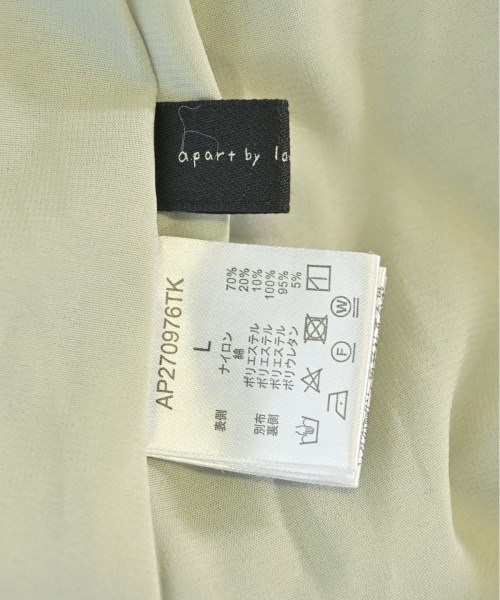 apart by lo
AP270976TK
L
表側 ナイロン 70%
綿 20%
ポリエステル 10%
別布 ポリエステル 100%
裏側 ポリエステル 95%
ポリウレタン 5%
F W